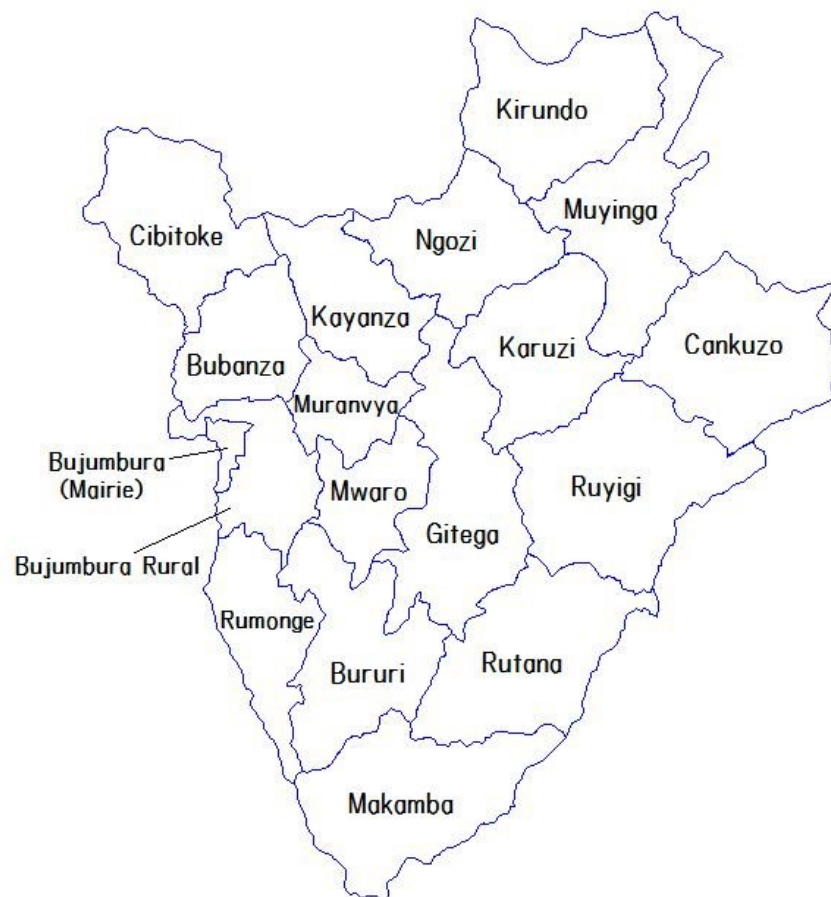 Kirundo
Muyinga
Cibitoke
Ngozi
Kayanza
Karuzi
Cankuzo
Bubanza
Muranvya
Bujumbura
(Mairie)
Mwaro
Ruyigi
Gitega
Bujumbura Rural
Rumonge
Bururi
Rutana
Makamba